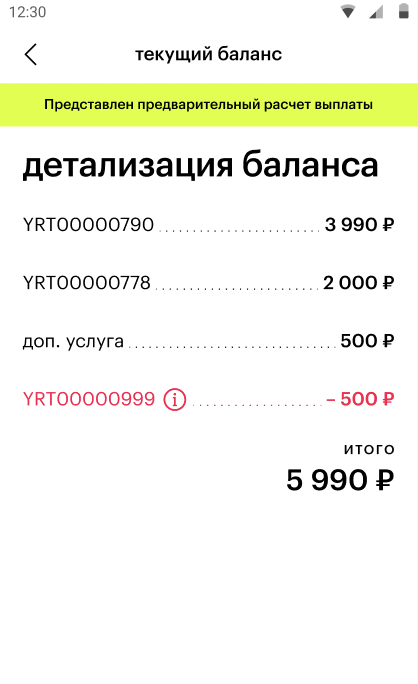 12:30
текущий баланс
Представлен предварительный расчет выплаты
детализация баланса
YRT00000790 3 990 ₽
YRT00000778 2 000 ₽
доп. услуга 500 ₽
YRT00000999 – 500 ₽
итого
5 990 ₽